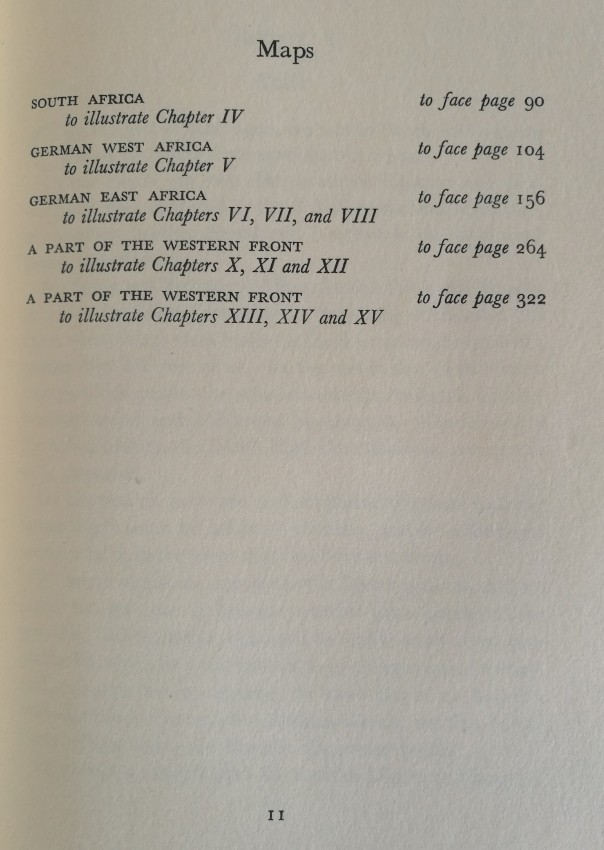 Maps
SOUTH AFRICA to face page 90
to illustrate Chapter IV
GERMAN WEST AFRICA to face page 104
to illustrate Chapter V
GERMAN EAST AFRICA to face page 156
to illustrate Chapters VI, VII, and VIII
A PART OF THE WESTERN FRONT to face page 264
to illustrate Chapters X, XI and XII
A PART OF THE WESTERN FRONT to face page 322
to illustrate Chapters XIII, XIV and XV
11